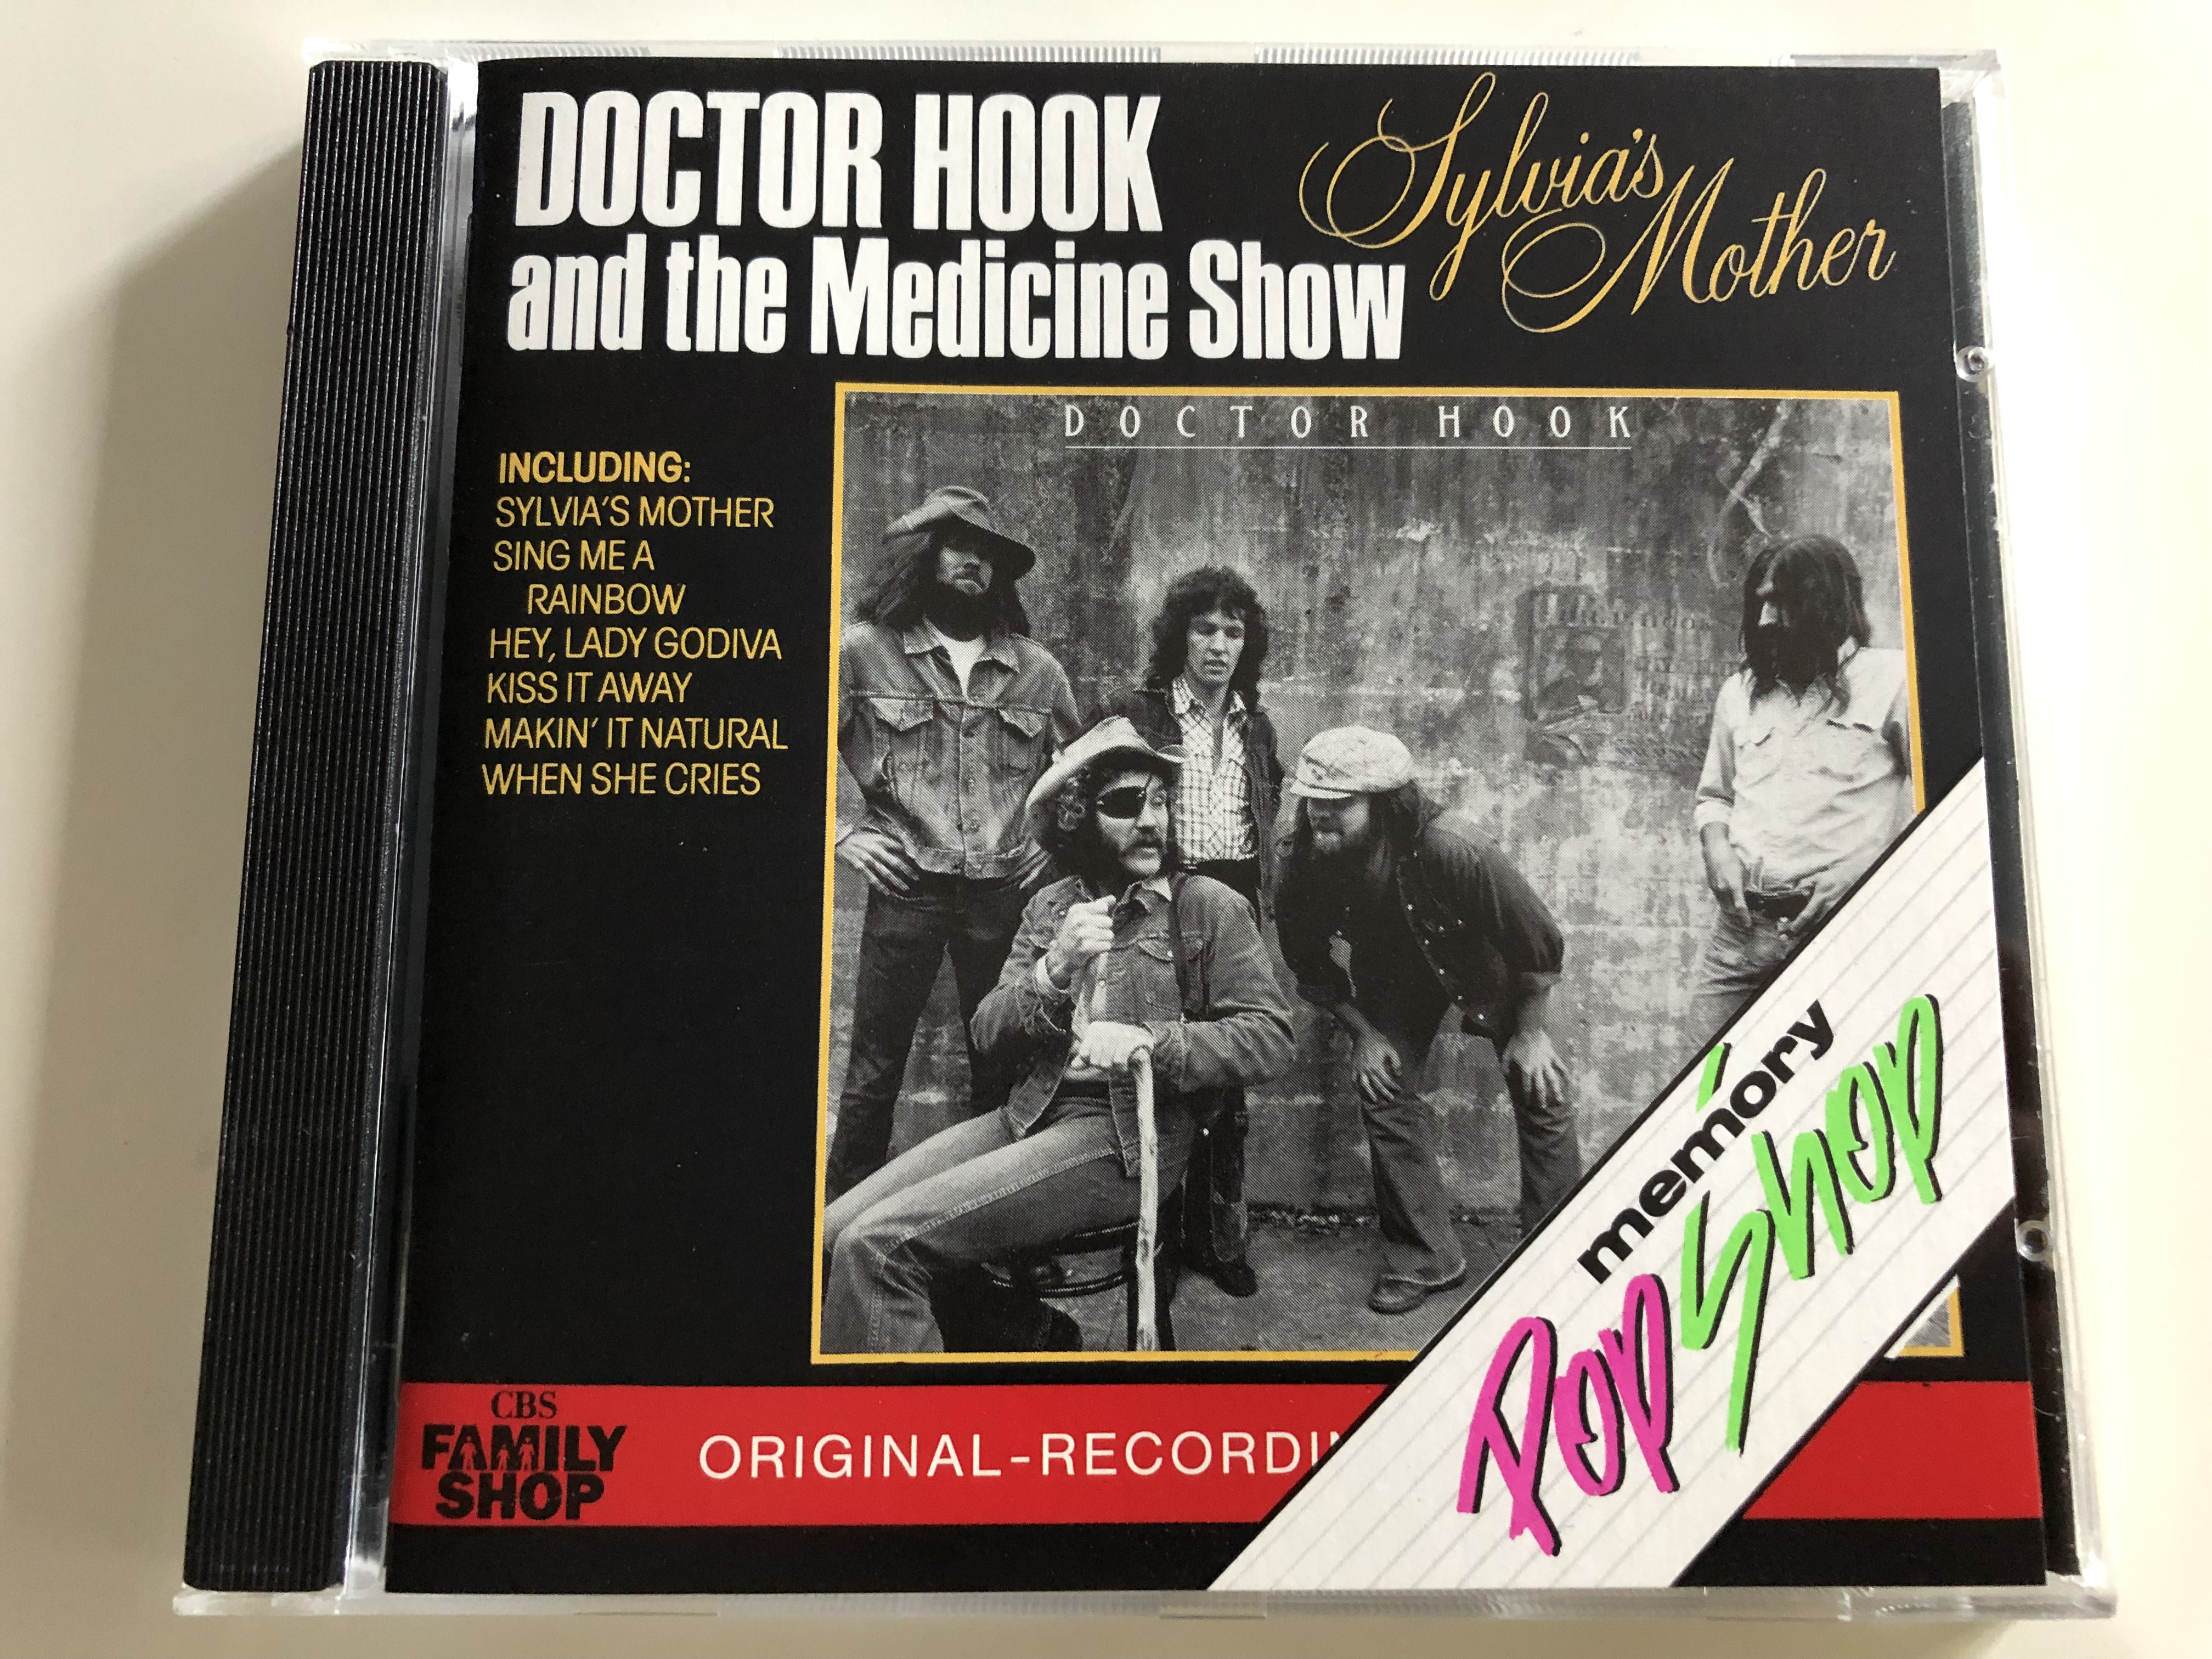 DOCTOR HOOK
and the Medicine Show
Sylvia's
Mother
INCLUDING:
SYLVIA'S MOTHER
SING ME A
RAINBOW
HEY, LADY GODIVA
KISS IT AWAY
MAKIN' IT NATURAL
WHEN SHE CRIES
DOCTOR HOOK
memory
Pop Shop
CBS
FAMILY
SHOP
ORIGINAL-RECORDIN